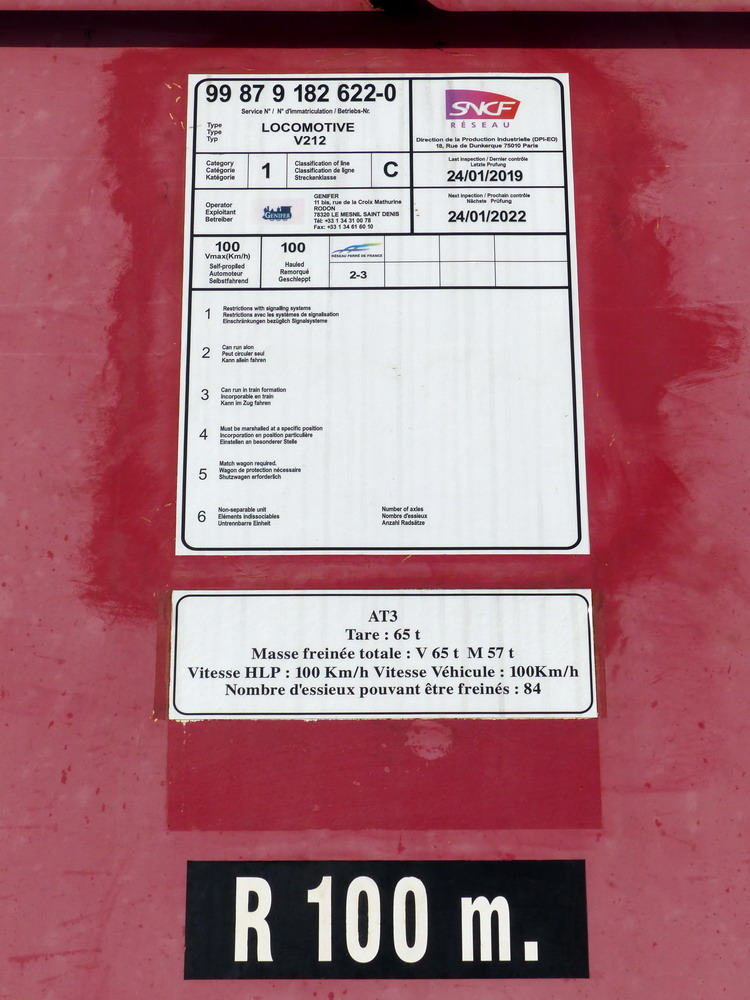 99 87 9 182 622-0
Service N° / N° d'immatriculation / Betriebs-Nr.
Type
Type
Typ
LOCOMOTIVE
V212
SNCF
RÉSEAU
Direction de la Production Industrielle (DPI-EO)
18, Rue de Dunkerque 75010 Paris
Category
Catégorie
Kategorie
1
Classification of line
Classification de ligne
Streckenklasse
C
Last inspection / Dernier contrôle
Letzte Prufung
24/01/2019
Operator
Exploitant
Betreiber
GENIFER
GENIFER
11 bis, rue de la Croix Mathurine
RODON
78320 LE MESNIL SAINT DENIS
Tél: +33 1 34 31 00 78
Fax: +33 1 34 61 60 10
Next inpection / Prochain contrôle
Nächste Prüfung
24/01/2022
100
Vmax(Km/h)
Self-proplled
Automoteur
Selbstfahrend
100
Hauled
Remorqué
Geschleppt
RÉSEAU FERRÉ DE FRANCE
2-3
1
Restrictions with signalling systems
Restrictions avec les systèmes de signalisation
Einschränkungen bezüglich Signalsysteme
2
Can run alon
Peut circuler seul
Kann allein fahren
3
Can run in train formation
Incorporable en train
Kann im Zug fahren
4
Must be marshalled at a specific position
Incorporation en position particulière
Einstellen an besonderer Stelle
5
Match wagon required.
Wagon de protection nécessaire
Shutzwagen erforderlich
6
Non-separable unit
Eléments indissociables
Untrennbarre Einheit
Number of axles
Nombre d'essieux
Anzahl Radsätze
AT3
Tare : 65 t
Masse freinée totale : V 65 t M 57 t
Vitesse HLP : 100 Km/h Vitesse Véhicule : 100Km/h
Nombre d'essieux pouvant être freinés : 84
R 100 m.